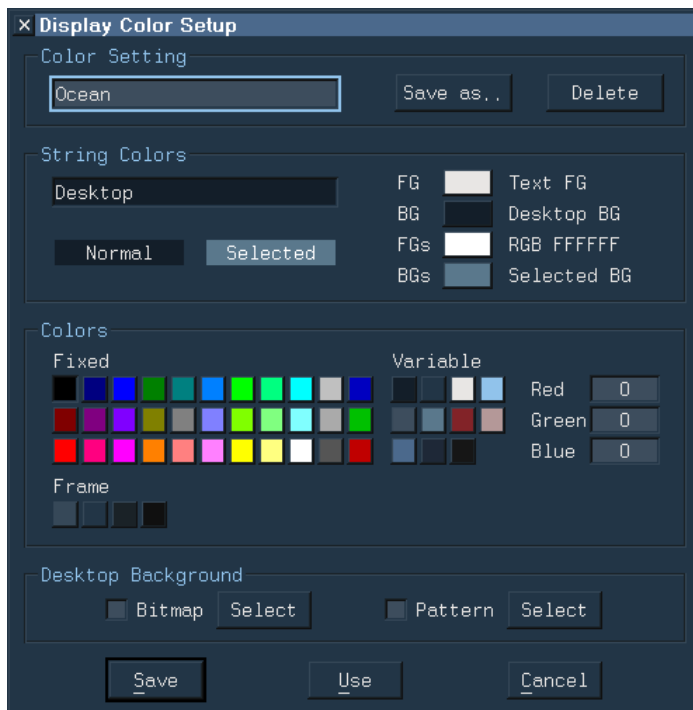 Display Color Setup
Color Setting
Ocean
Save as..
Delete
String Colors
Desktop
Normal
Selected
FG Text FG
BG Desktop BG
FGs RGB FFFFFF
BGs Selected BG
Colors
Fixed
Variable
Red 0
Green 0
Blue 0
Frame
Desktop Background
Bitmap Select
Pattern Select
Save
Use
Cancel